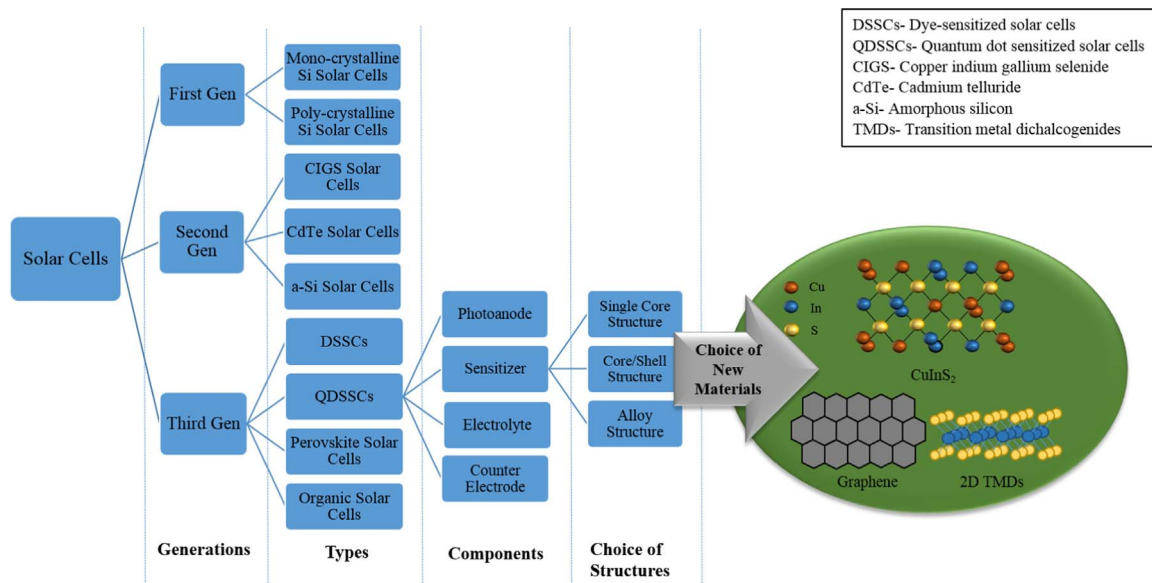 DSSCs- Dye-sensitized solar cells
QDSSCs- Quantum dot sensitized solar cells
CIGS- Copper indium gallium selenide
CdTe- Cadmium telluride
a-Si- Amorphous silicon
TMDs- Transition metal dichalcogenides
Solar Cells
First Gen
Second
Gen
Third Gen
Generations
Mono-crystalline
Si Solar Cells
Poly-crystalline
Si Solar Cells
CIGS Solar
Cells
CdTe Solar Cells
a-Si Solar Cells
DSSCs
QDSSCs
Perovskite Solar
Cells
Organic Solar
Cells
Types
Photoanode
Sensitizer
Electrolyte
Counter
Electrode
Components
Single Core
Structure
Core/Shell
Structure
Alloy
Structure
Choice of
Structures
Choice of
New
Materials
Cu
In
S
CuInS₂
Graphene
2D TMDs